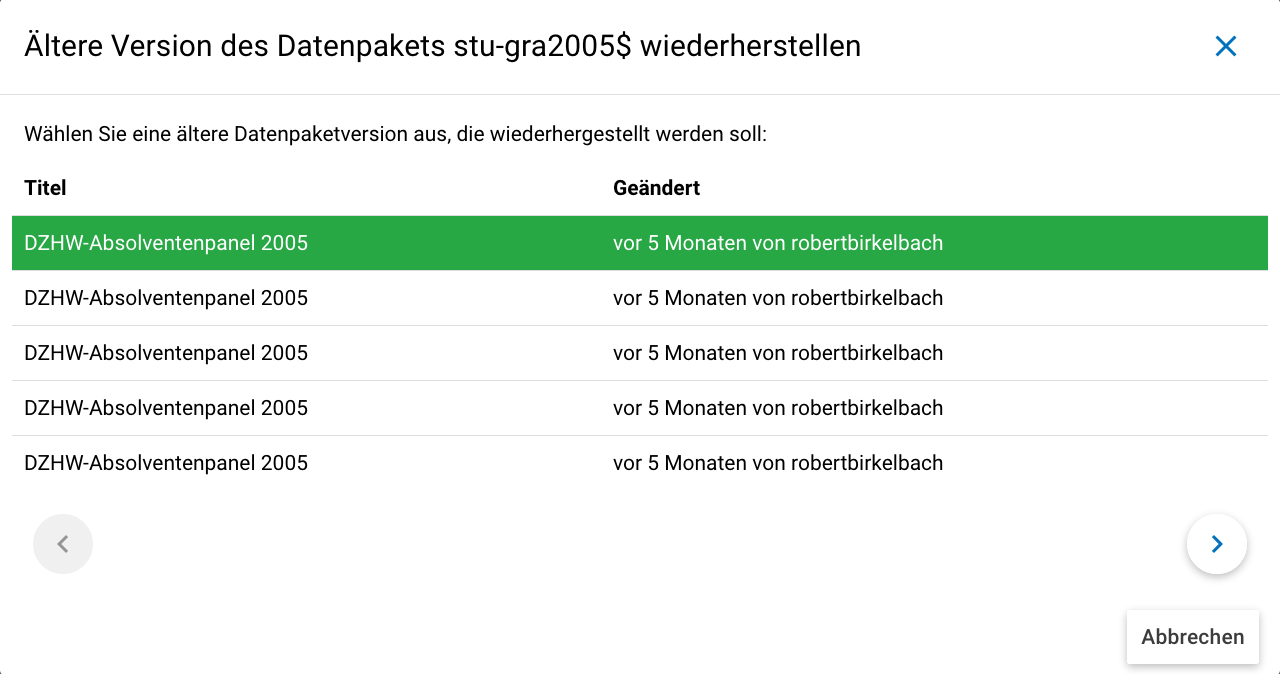 Ältere Version des Datenpakets stu-gra2005$ wiederherstellen
Wählen Sie eine ältere Datenpaketversion aus, die wiederhergestellt werden soll:
Titel Geändert
DZHW-Absolventenpanel 2005 vor 5 Monaten von robertbirkelbach
DZHW-Absolventenpanel 2005 vor 5 Monaten von robertbirkelbach
DZHW-Absolventenpanel 2005 vor 5 Monaten von robertbirkelbach
DZHW-Absolventenpanel 2005 vor 5 Monaten von robertbirkelbach
DZHW-Absolventenpanel 2005 vor 5 Monaten von robertbirkelbach
Abbrechen